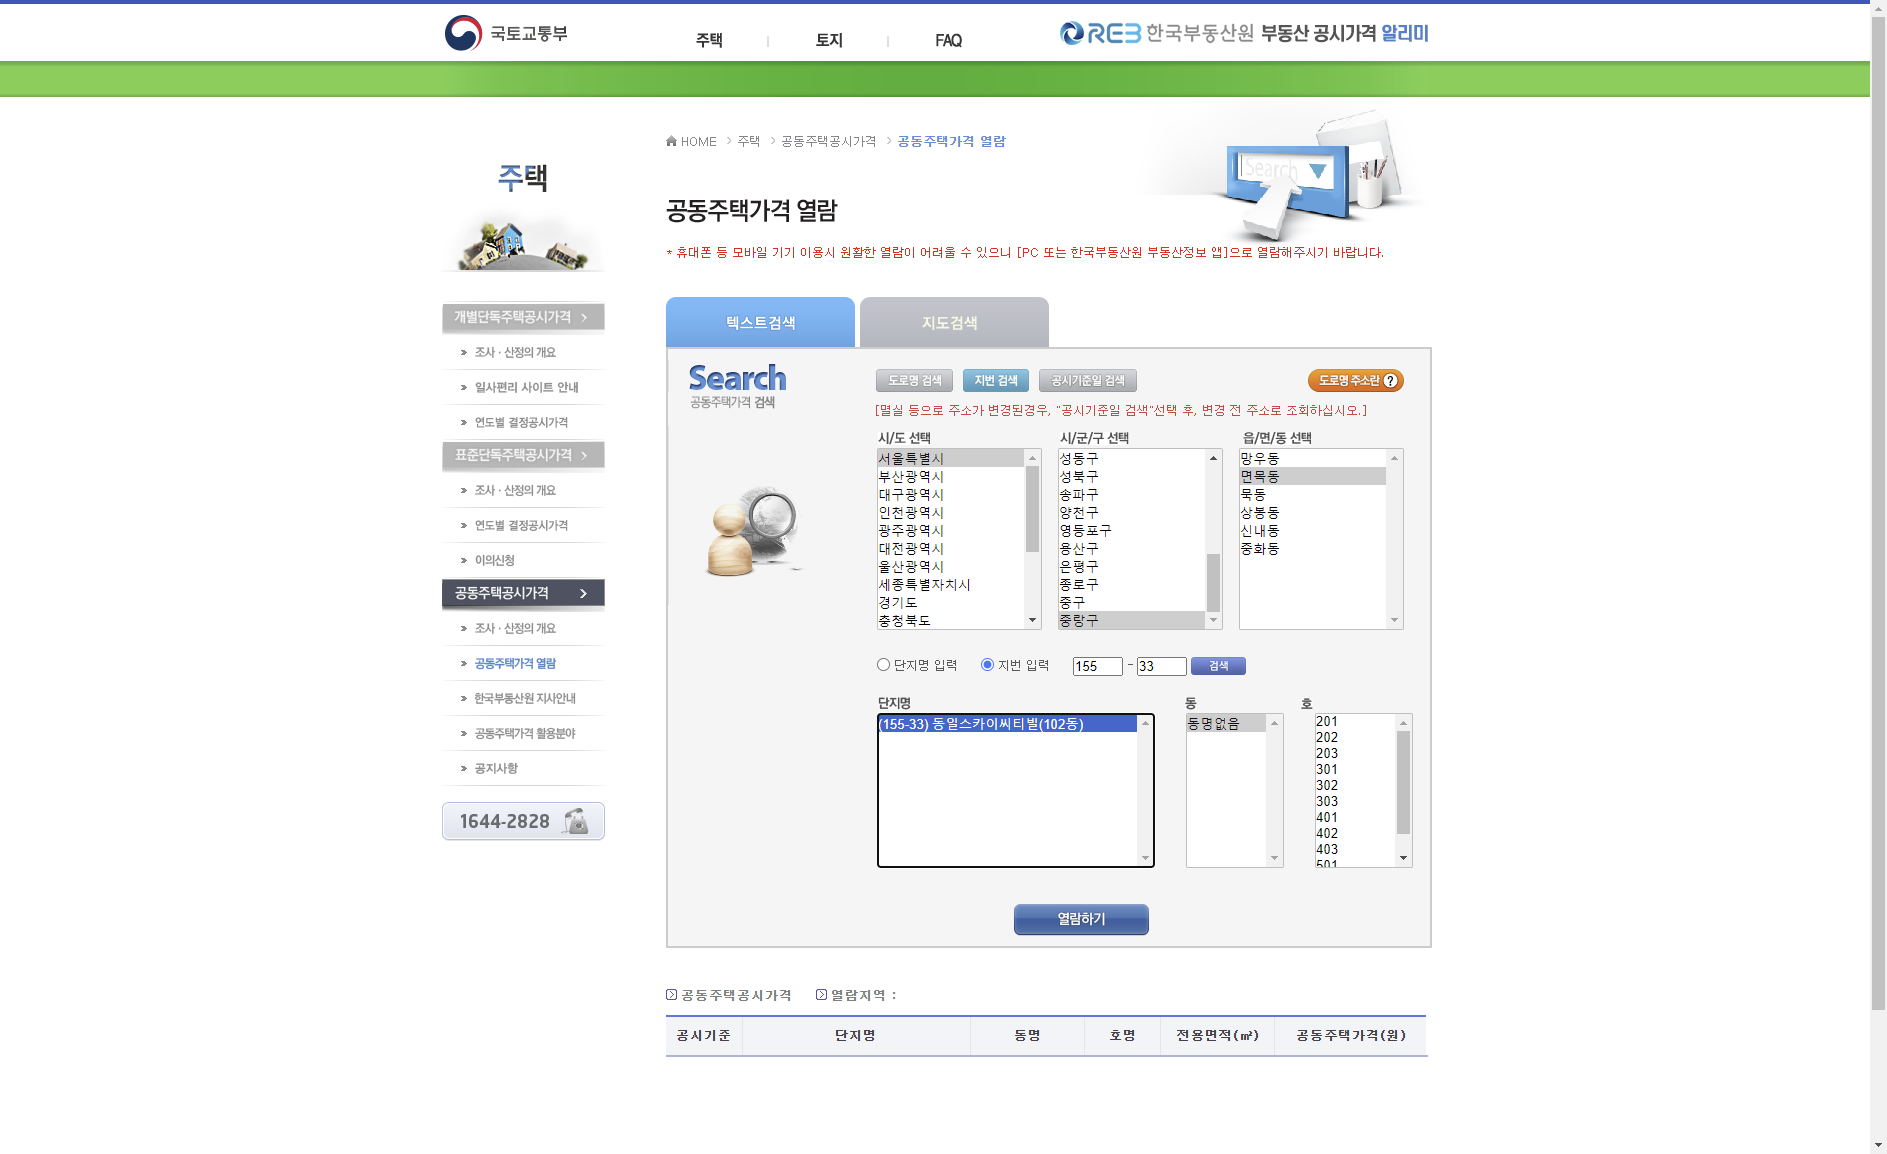 국토교통부
주택
토지
FAQ
REB 한국부동산원 부동산 공시가격 알리미
HOME > 주택 > 공동주택공시가격 > 공동주택가격 열람
주택
Search
공동주택가격 열람
* 휴대폰 등 모바일 기기 이용시 원활한 열람이 어려울 수 있으니 [PC 또는 한국부동산원 부동산정보 앱]으로 열람해주시기 바랍니다.
개별단독주택공시가격 >
» 조사 · 산정의 개요
» 일사편리 사이트 안내
» 연도별 결정공시가격
표준단독주택공시가격 >
» 조사 · 산정의 개요
» 연도별 결정공시가격
» 이의신청
공동주택공시가격 >
» 조사 · 산정의 개요
» 공동주택가격 열람
» 한국부동산원 지사안내
» 공동주택가격 활용분야
» 공지사항
1644-2828
텍스트검색
지도검색
Search
공동주택가격 검색
도로명 검색
지번 검색
공시기준일 검색
도로명 주소란 ?
[멸실 등으로 주소가 변경된경우, "공시기준일 검색"선택 후, 변경 전 주소로 조회하십시오.]
시/도 선택
서울특별시
부산광역시
대구광역시
인천광역시
광주광역시
대전광역시
울산광역시
세종특별자치시
경기도
충청북도
시/군/구 선택
성동구
성북구
송파구
양천구
영등포구
용산구
은평구
종로구
중구
중랑구
읍/면/동 선택
망우동
면목동
묵동
상봉동
신내동
중화동
단지명 입력
지번 입력
155 - 33
검색
단지명
(155-33) 동일스카이씨티빌(102동)
동
동명없음
호
201
202
203
301
302
303
401
402
403
501
열람하기
공동주택공시가격
열람지역 :
공시기준
단지명
동명
호명
전용면적(㎡)
공동주택가격(원)